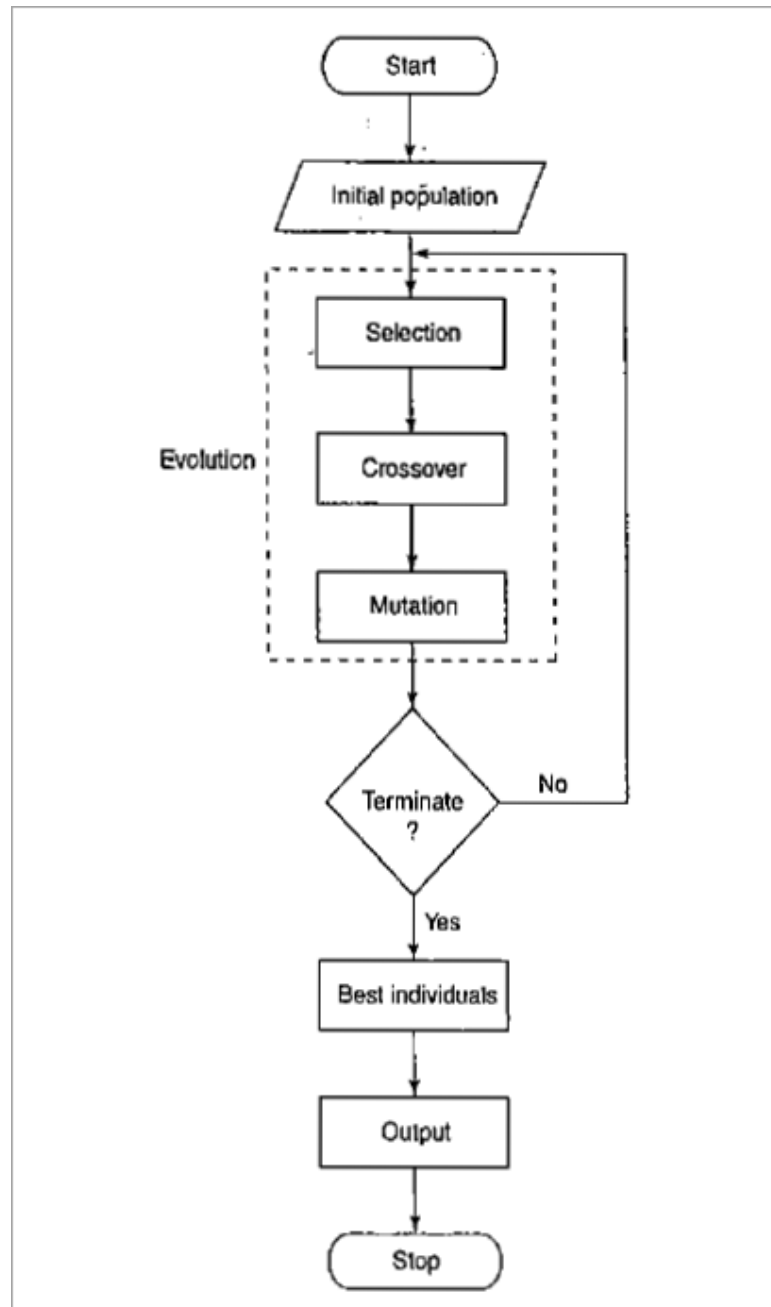 Start
Initial population
Selection
Evolution
Crossover
Mutation
Terminate
?
No
Yes
Best individuals
Output
Stop